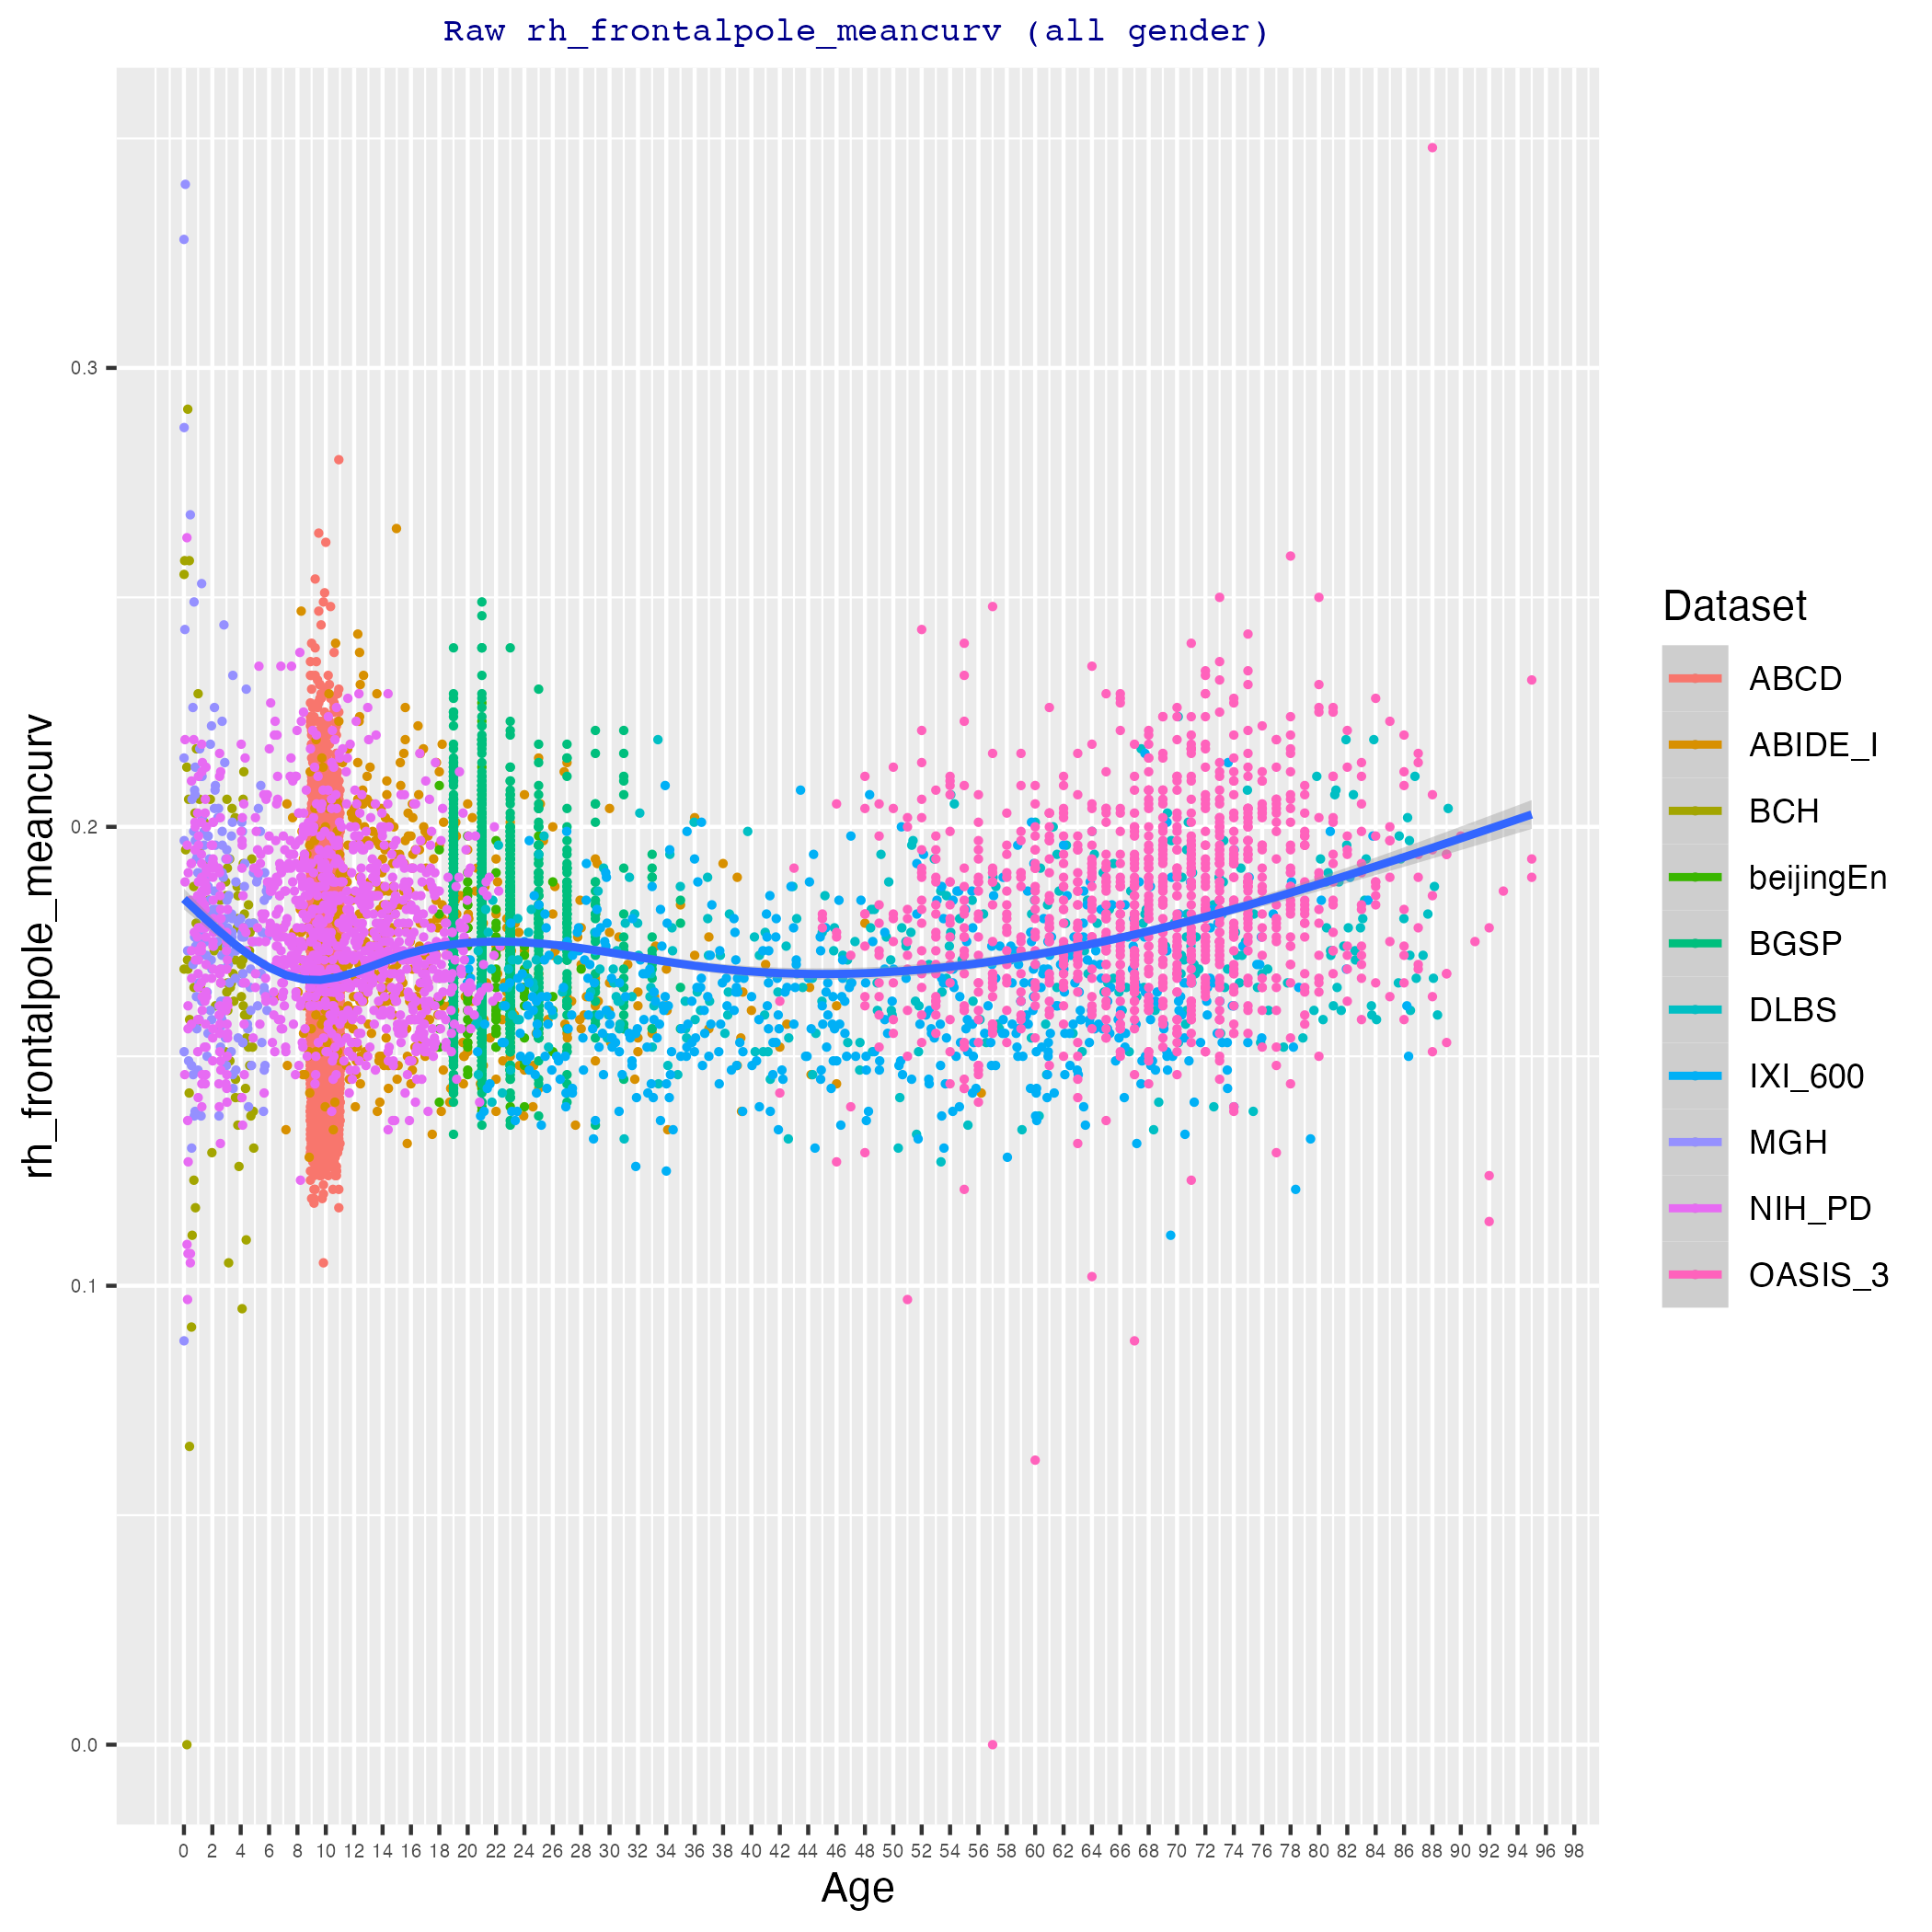 Raw rh_frontalpole_meancurv (all gender)
rh_frontalpole_meancurv
0.3
0.2
0.1
0.0
0 2 4 6 8 10 12 14 16 18 20 22 24 26 28 30 32 34 36 38 40 42 44 46 48 50 52 54 56 58 60 62 64 66 68 70 72 74 76 78 80 82 84 86 88 90 92 94 96 98
Age
Dataset
ABCD
ABIDE_I
BCH
beijingEn
BGSP
DLBS
IXI_600
MGH
NIH_PD
OASIS_3